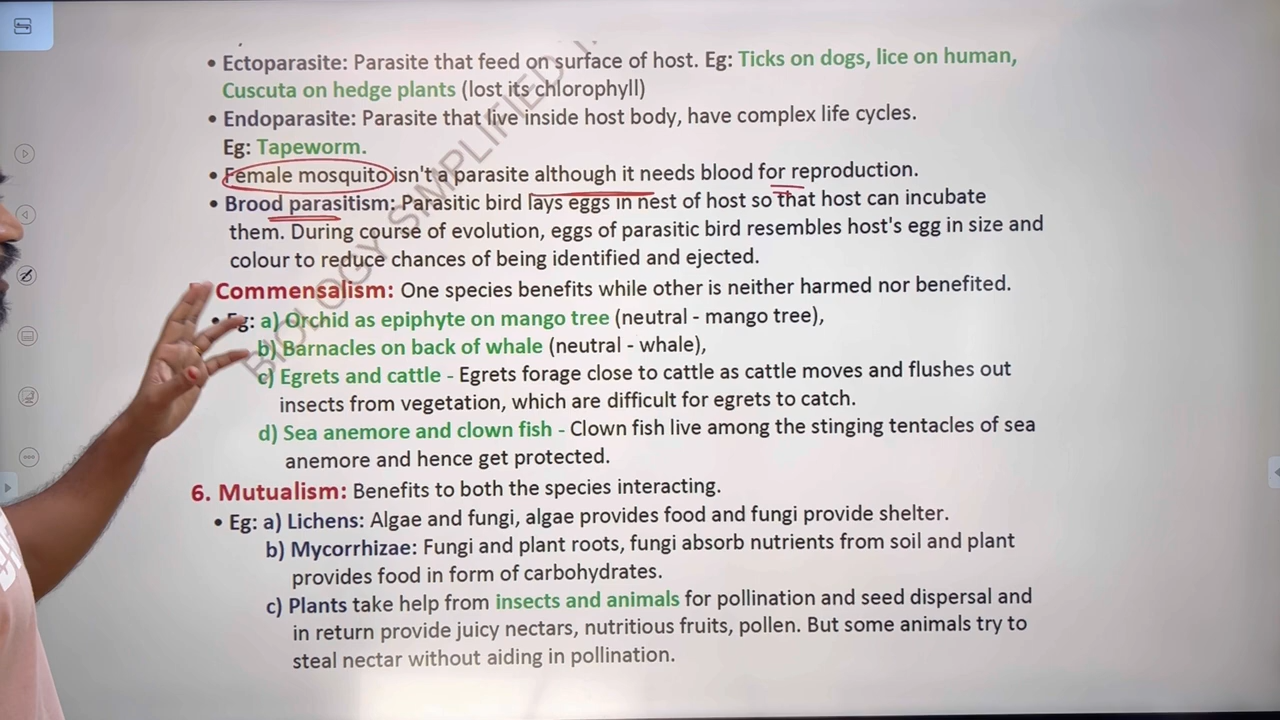 • Ectoparasite: Parasite that feed on surface of host. Eg: Ticks on dogs, lice on human,
Cuscuta on hedge plants (lost its chlorophyll)
• Endoparasite: Parasite that live inside host body, have complex life cycles.
Eg: Tapeworm.
• Female mosquito isn't a parasite although it needs blood for reproduction.
• Brood parasitism: Parasitic bird lays eggs in nest of host so that host can incubate
them. During course of evolution, eggs of parasitic bird resembles host's egg in size and
colour to reduce chances of being identified and ejected.
Commensalism: One species benefits while other is neither harmed nor benefited.
• Eg: a) Orchid as epiphyte on mango tree (neutral - mango tree),
b) Barnacles on back of whale (neutral - whale),
c) Egrets and cattle - Egrets forage close to cattle as cattle moves and flushes out
insects from vegetation, which are difficult for egrets to catch.
d) Sea anemore and clown fish - Clown fish live among the stinging tentacles of sea
anemore and hence get protected.
6. Mutualism: Benefits to both the species interacting.
• Eg: a) Lichens: Algae and fungi, algae provides food and fungi provide shelter.
b) Mycorrhizae: Fungi and plant roots, fungi absorb nutrients from soil and plant
provides food in form of carbohydrates.
c) Plants take help from insects and animals for pollination and seed dispersal and
in return provide juicy nectars, nutritious fruits, pollen. But some animals try to
steal nectar without aiding in pollination.
BIOLOGY SIMPLIFIED